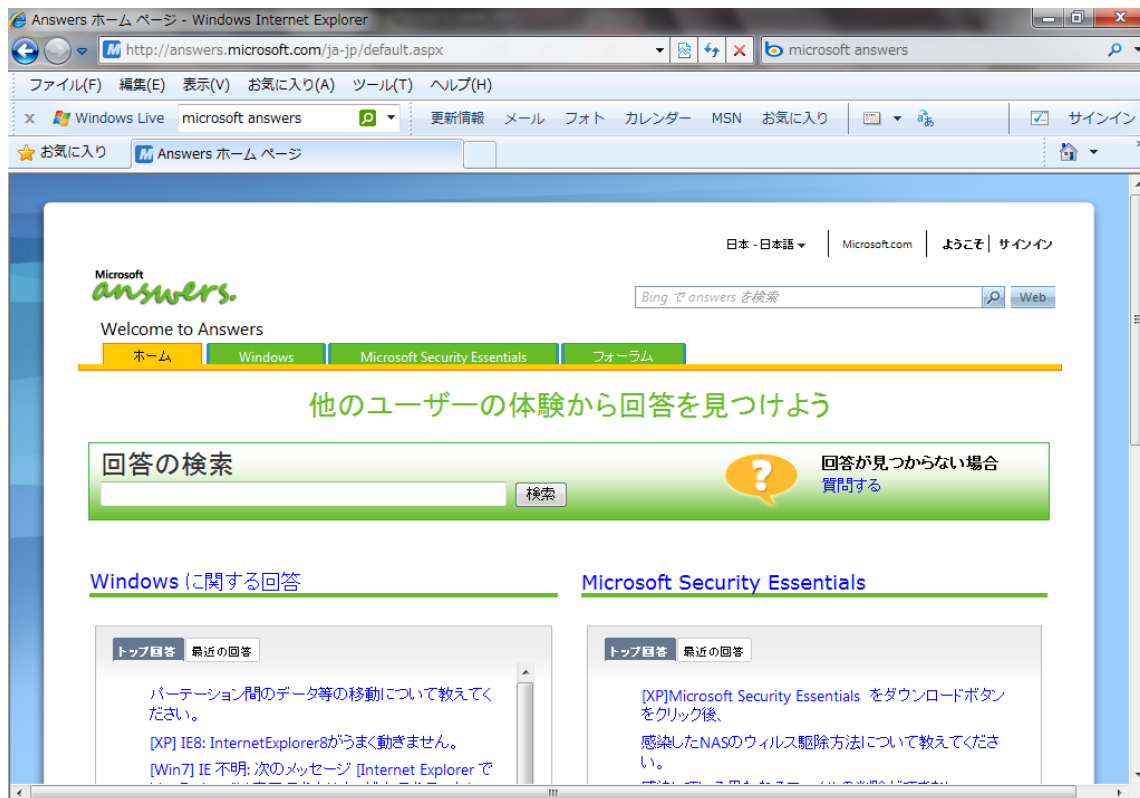 Answers ホーム ページ - Windows Internet Explorer
http://answers.microsoft.com/ja-jp/default.aspx
microsoft answers
ファイル(F) 編集(E) 表示(V) お気に入り(A) ツール(T) ヘルプ(H)
x Windows Live microsoft answers 更新情報 メール フォト カレンダー MSN お気に入り サインイン
お気に入り Answers ホーム ページ
日本 - 日本語 Microsoft.com ようこそ サインイン
Microsoft
answers.
Bing で answers を検索 Web
Welcome to Answers
ホーム Windows Microsoft Security Essentials フォーラム
他のユーザーの体験から回答を見つけよう
回答の検索
検索
?
回答が見つからない場合
質問する
Windows に関する回答
トップ回答 最近の回答
パーテーション間のデータ等の移動について教えてく
ださい。
[XP] IE8: InternetExplorer8がうまく動きません。
[Win7] IE 不明: 次のメッセージ [Internet Explorer で
Microsoft Security Essentials
トップ回答 最近の回答
[XP]Microsoft Security Essentials をダウンロードボタン
をクリック後、
感染したNASのウィルス駆除方法について教えてくださ
い。